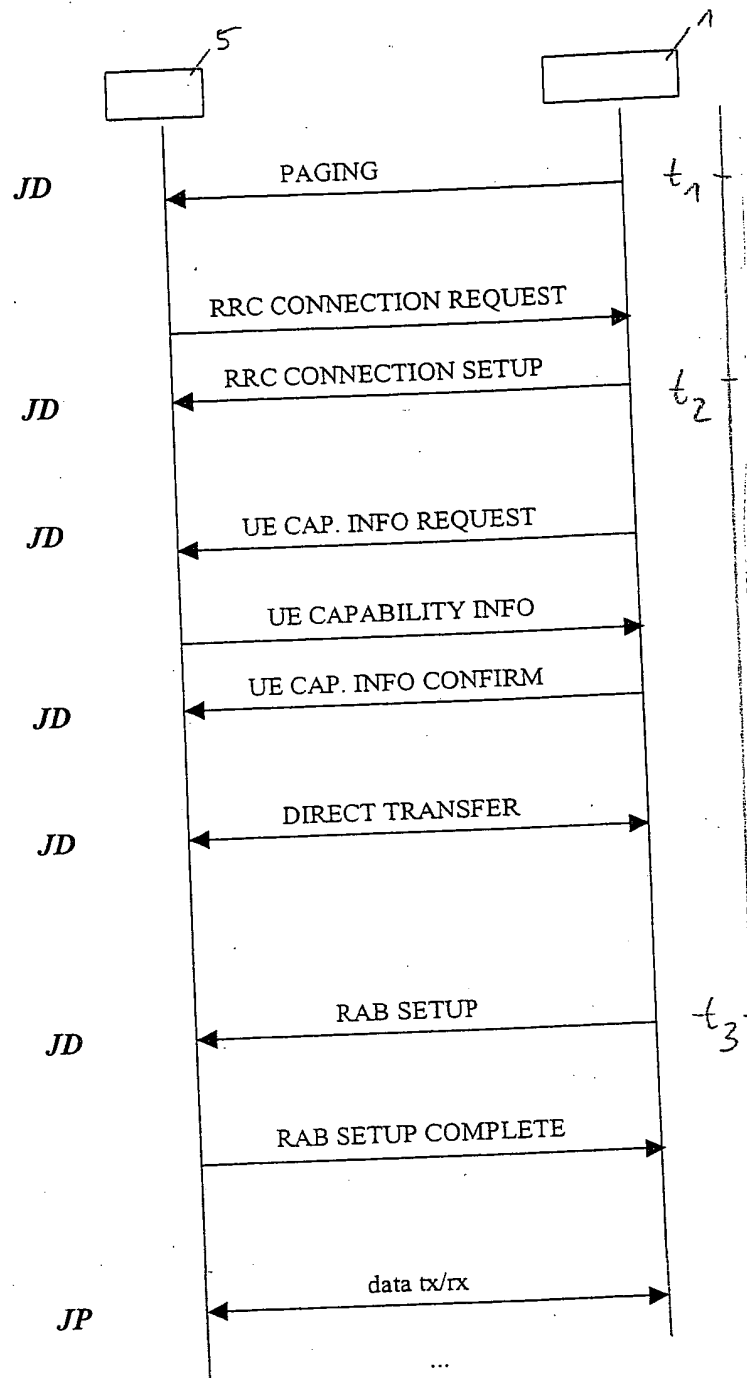 5 1
JD PAGING t1
RRC CONNECTION REQUEST
RRC CONNECTION SETUP
JD t2
JD UE CAP. INFO REQUEST
UE CAPABILITY INFO
UE CAP. INFO CONFIRM
JD
JD DIRECT TRANSFER
JD RAB SETUP t3
RAB SETUP COMPLETE
JP data tx/rx
...